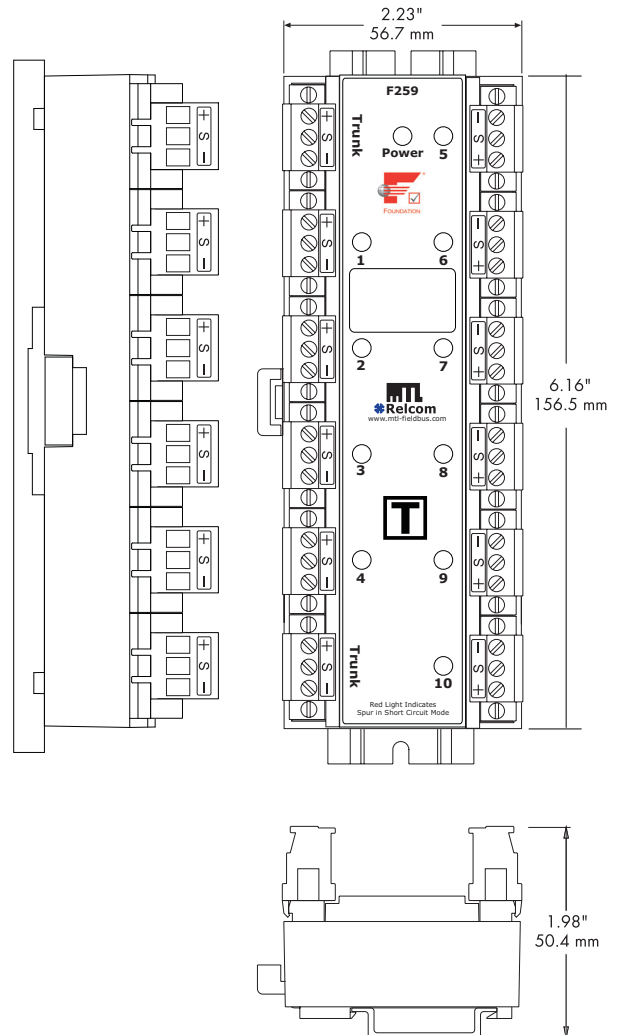 2.23"
56.7 mm
F259
Trunk
Power 5
FOUNDATION
1 6
2 7
MTL
Relcom
www.mtl-fieldbus.com
3 8
T
4 9
Trunk
10
Red Light Indicates
Spur in Short Circuit Mode
6.16"
156.5 mm
+ S -
+ S -
+ S -
+ S -
+ S -
+ S -
+ S -
+ S -
+ S -
+ S -
+ S -
+ S -
- S +
- S +
- S +
- S +
- S +
- S +
1.98"
50.4 mm